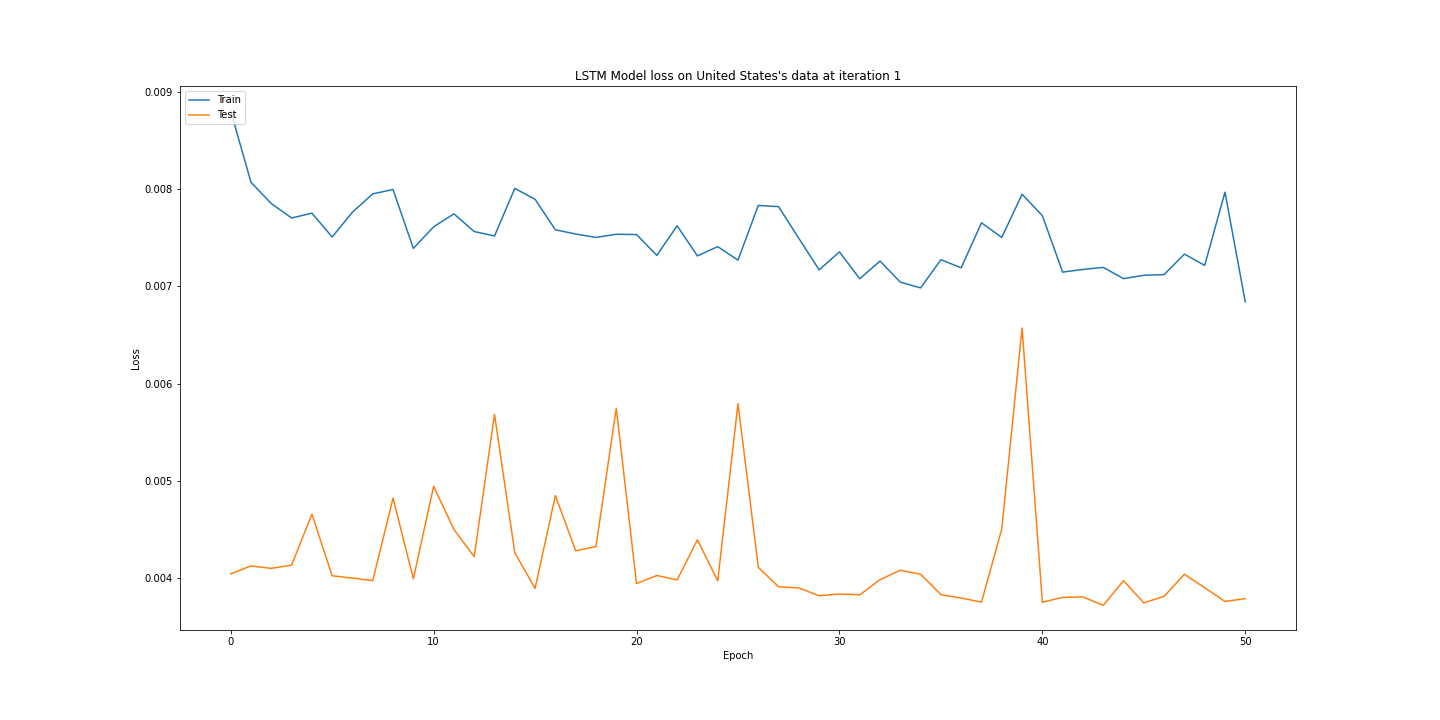 LSTM Model loss on United States's data at iteration 1
Train
Test
0.009
0.008
0.007
0.006
0.005
0.004
Loss
0 10 20 30 40 50
Epoch